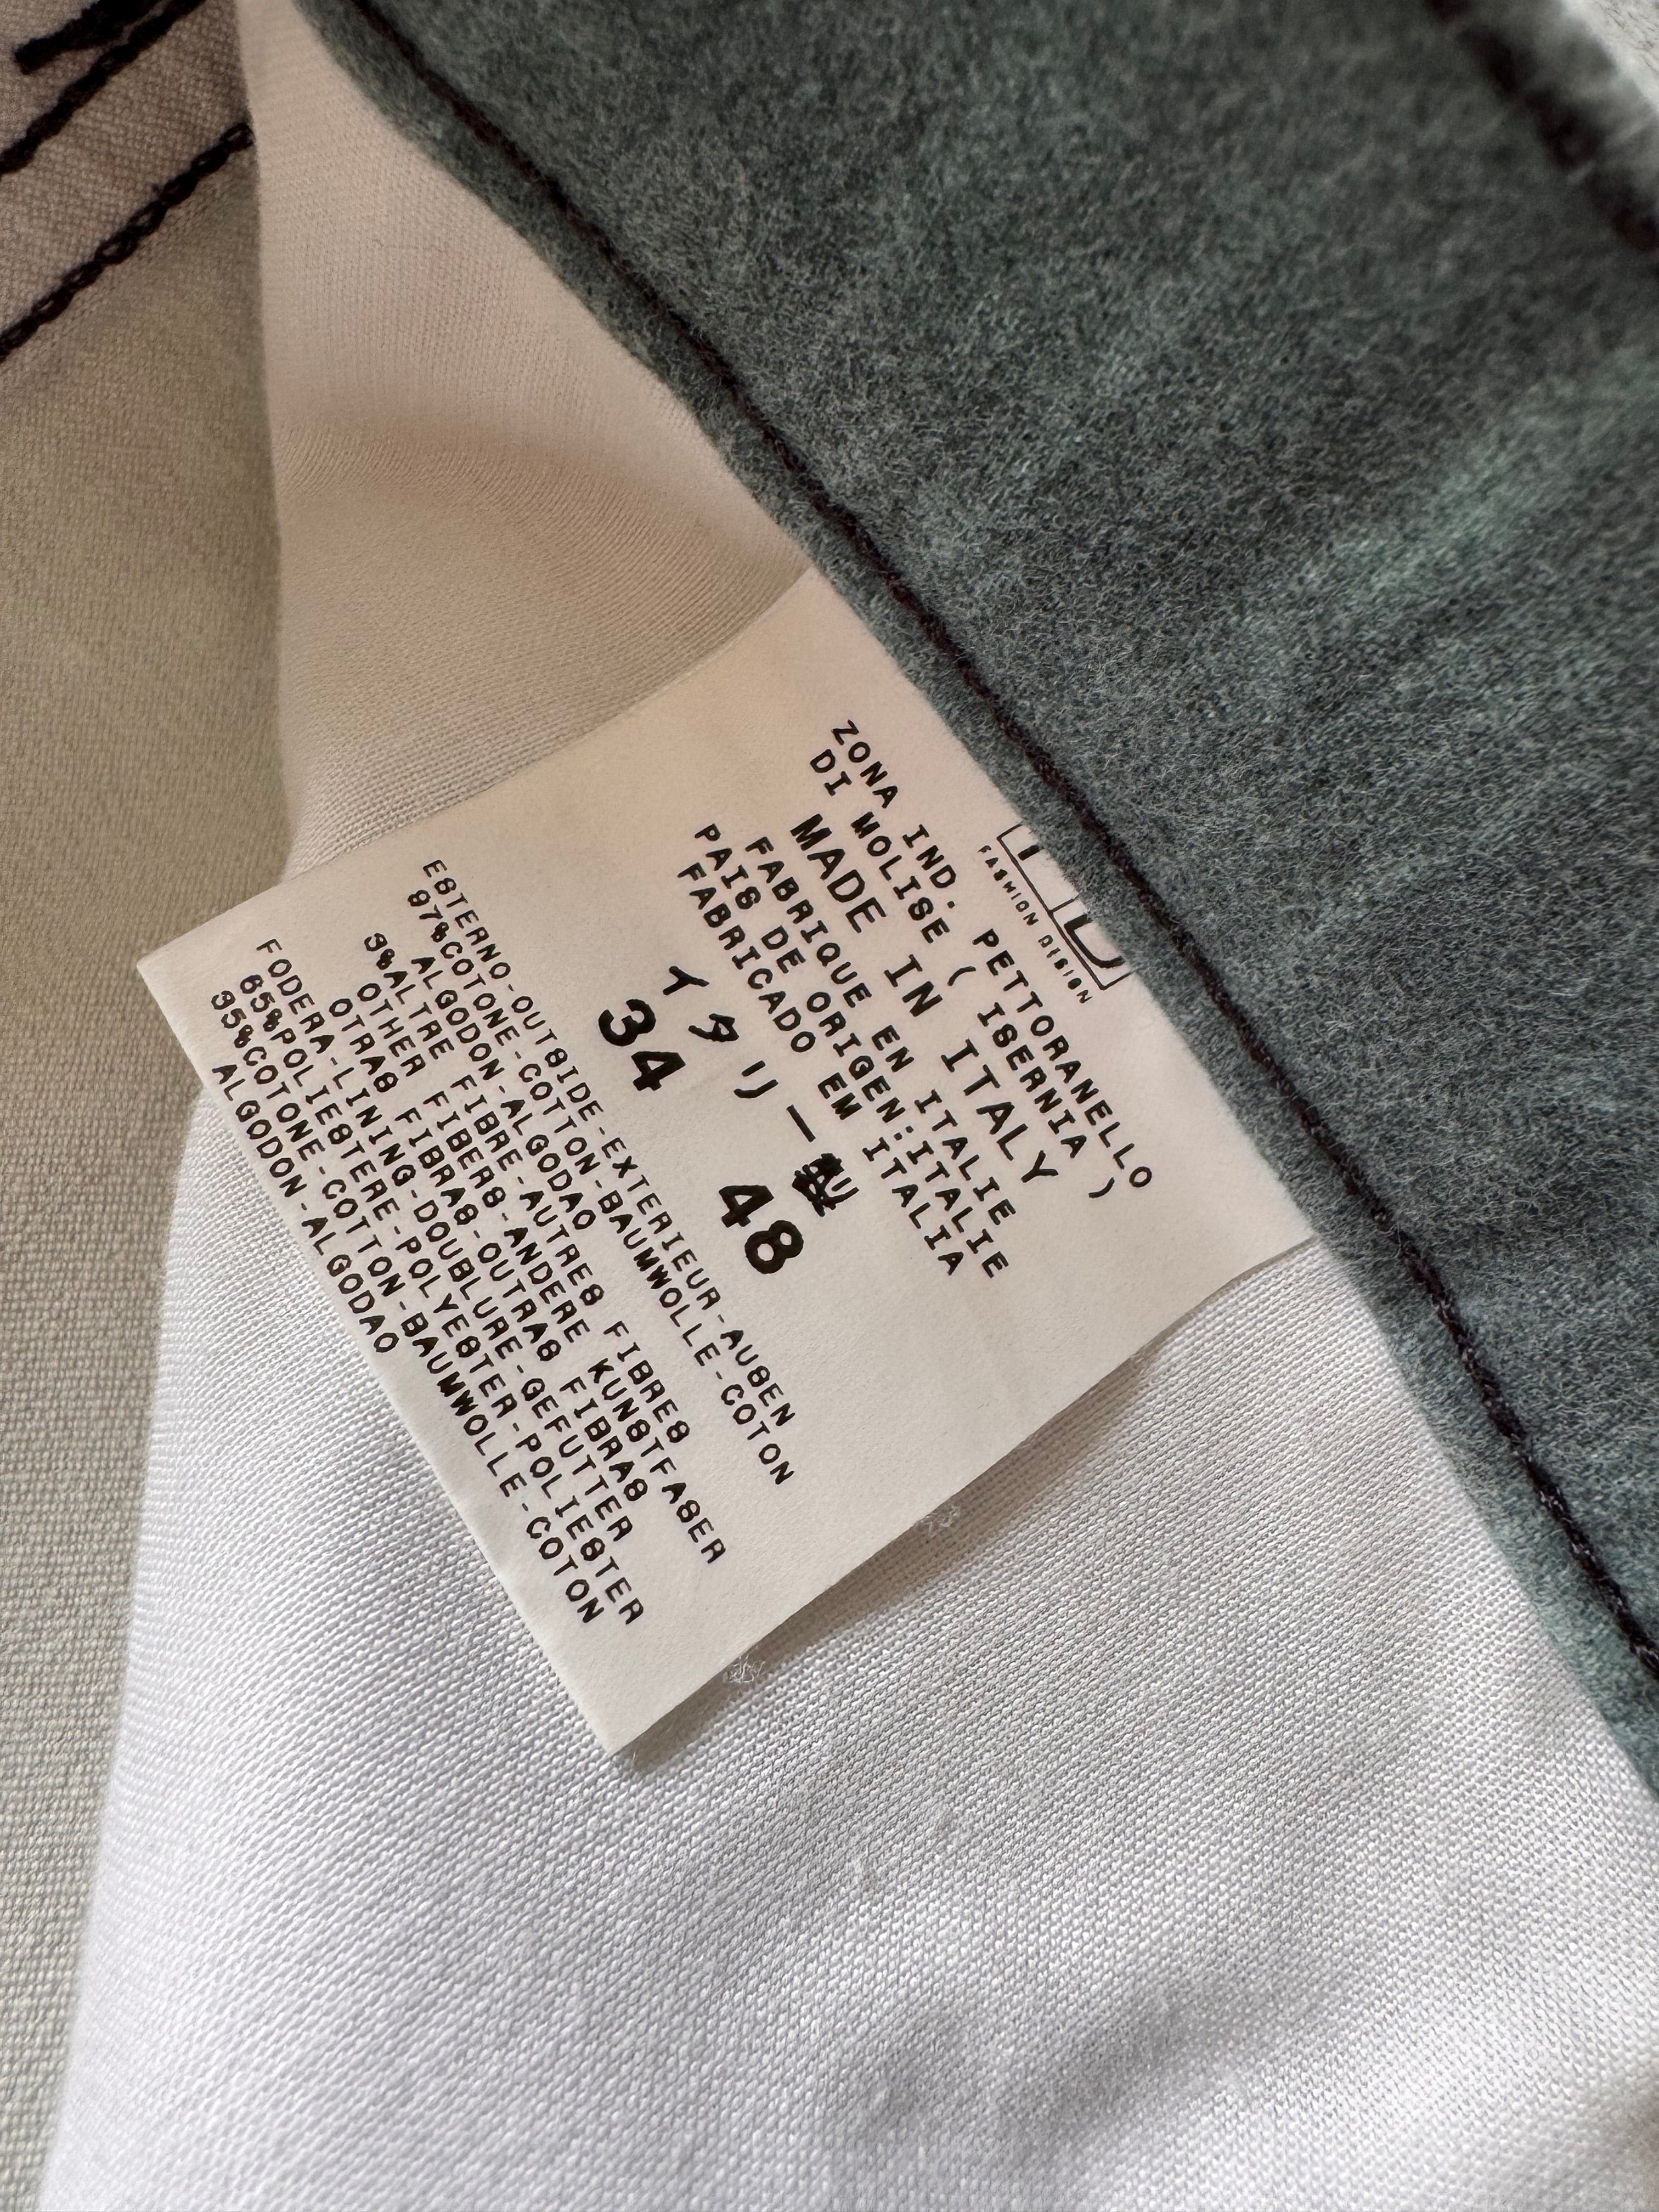 FASHION DESIGN
ZONA IND. PETTORANELLO
DI MOLISE ( ISERNIA )
MADE IN ITALY
FABRIQUE EN ITALIE
PAIS DE ORIGEN:ITALIE
FABRICADO EM ITALIA
イタリー製
34 48
ESTERNO-OUTSIDE-EXTERIEUR-AUSEN
97%COTONE-COTTON-BAUMWOLLE-COTON
ALGODON-ALGODAO
3%ALTRE FIBRE-AUTRES FIBRES
OTHER FIBERS-ANDERE KUNSTFASER
OTRAS FIBRAS-OUTRAS FIBRAS
FODERA-LINING-DOUBLURE-GEFUTTER
65%POLIESTERE-POLYESTER-POLIESTER
35%COTONE-COTTON-BAUMWOLLE-COTON
ALGODON-ALGODAO